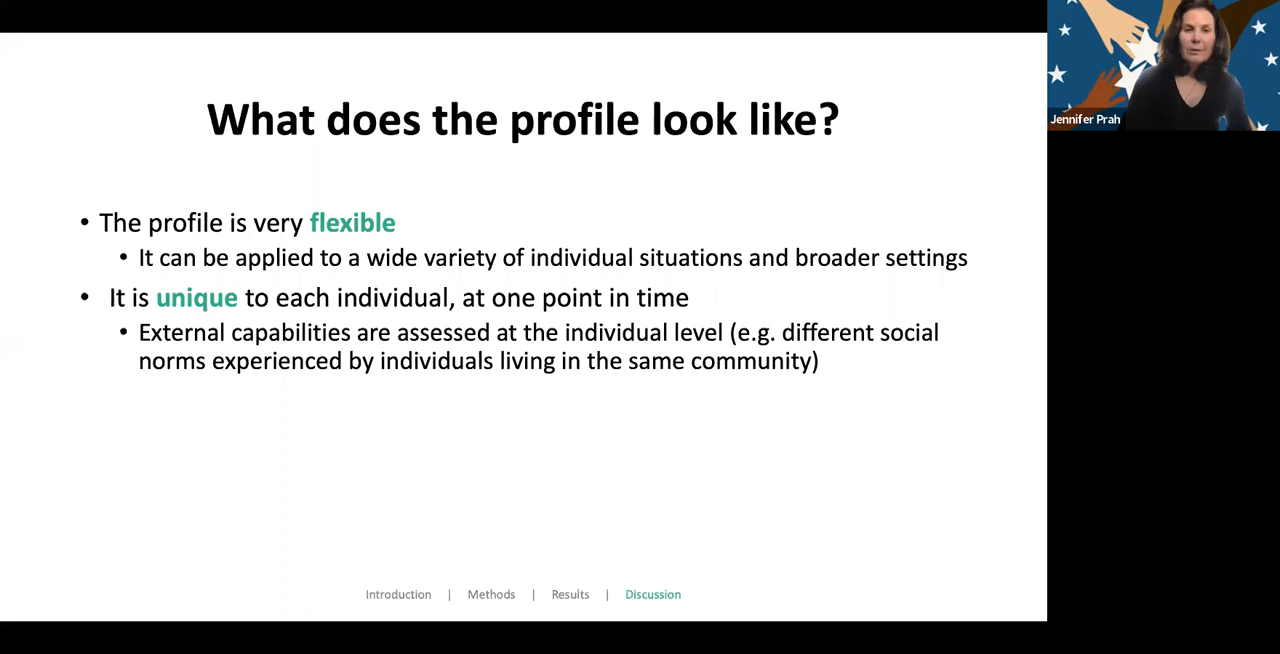 What does the profile look like?
• The profile is very flexible
• It can be applied to a wide variety of individual situations and broader settings
• It is unique to each individual, at one point in time
• External capabilities are assessed at the individual level (e.g. different social
norms experienced by individuals living in the same community)
Introduction | Methods | Results | Discussion
Jennifer Prah